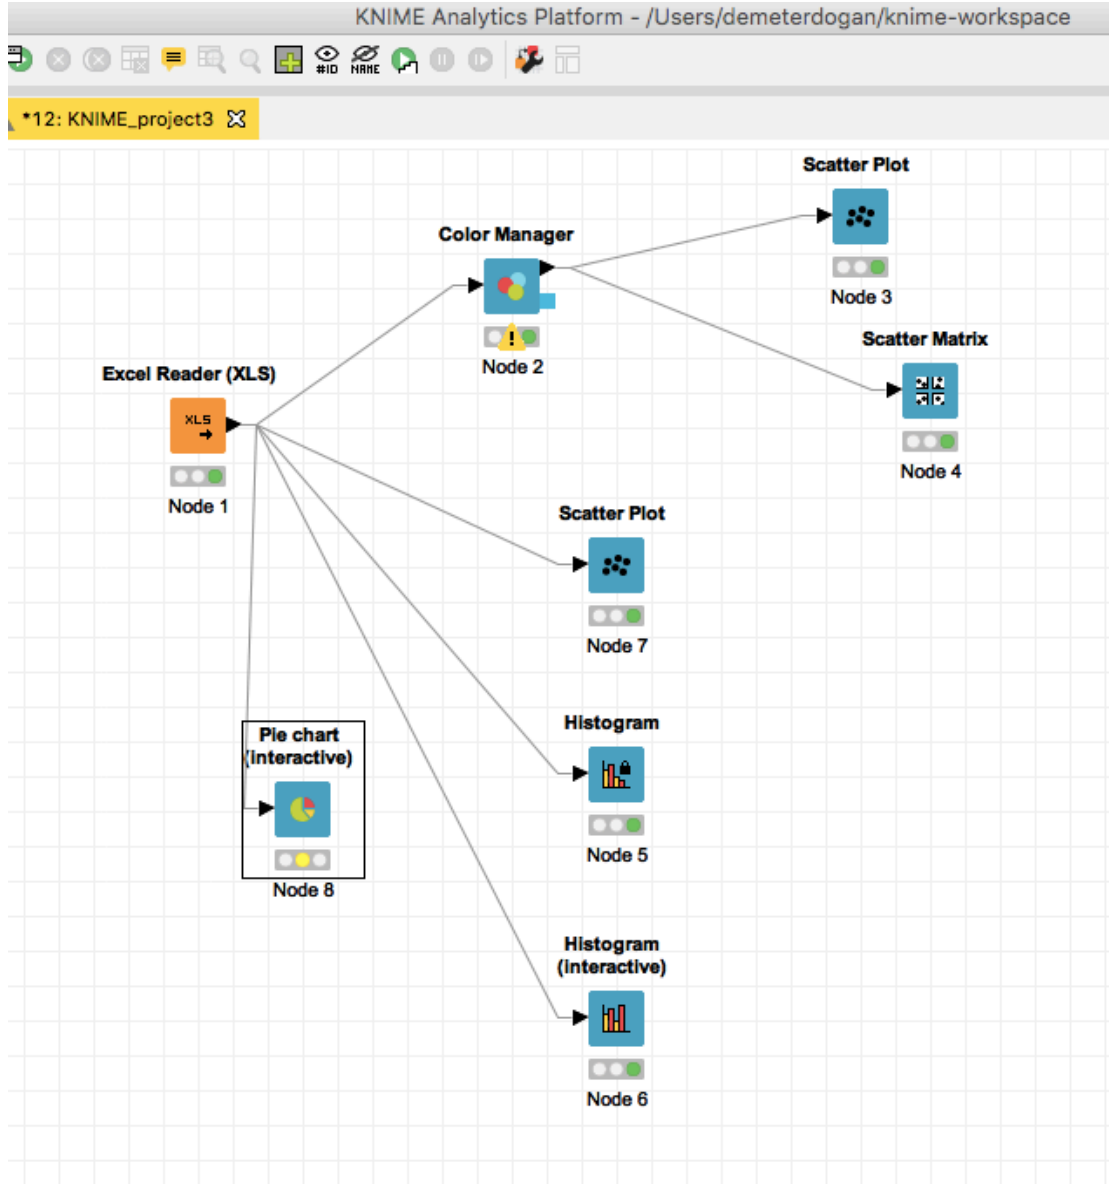 KNIME Analytics Platform - /Users/demeterdogan/knime-workspace
#ID
NAME
*12: KNIME_project3
Scatter Plot
Node 3
Color Manager
!
Node 2
Scatter Matrix
Node 4
Excel Reader (XLS)
XLS
Node 1
Scatter Plot
Node 7
Histogram
Node 5
Pie chart
(interactive)
Node 8
Histogram
(interactive)
Node 6